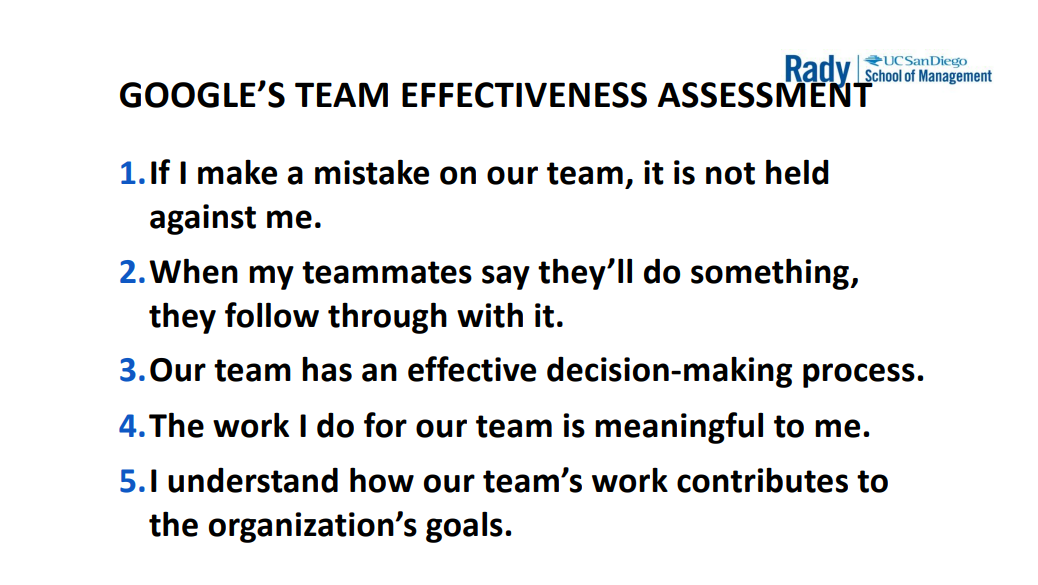 Rady
UC San Diego
School of Management
GOOGLE’S TEAM EFFECTIVENESS ASSESSMENT
1. If I make a mistake on our team, it is not held
against me.
2. When my teammates say they’ll do something,
they follow through with it.
3. Our team has an effective decision-making process.
4. The work I do for our team is meaningful to me.
5. I understand how our team’s work contributes to
the organization’s goals.